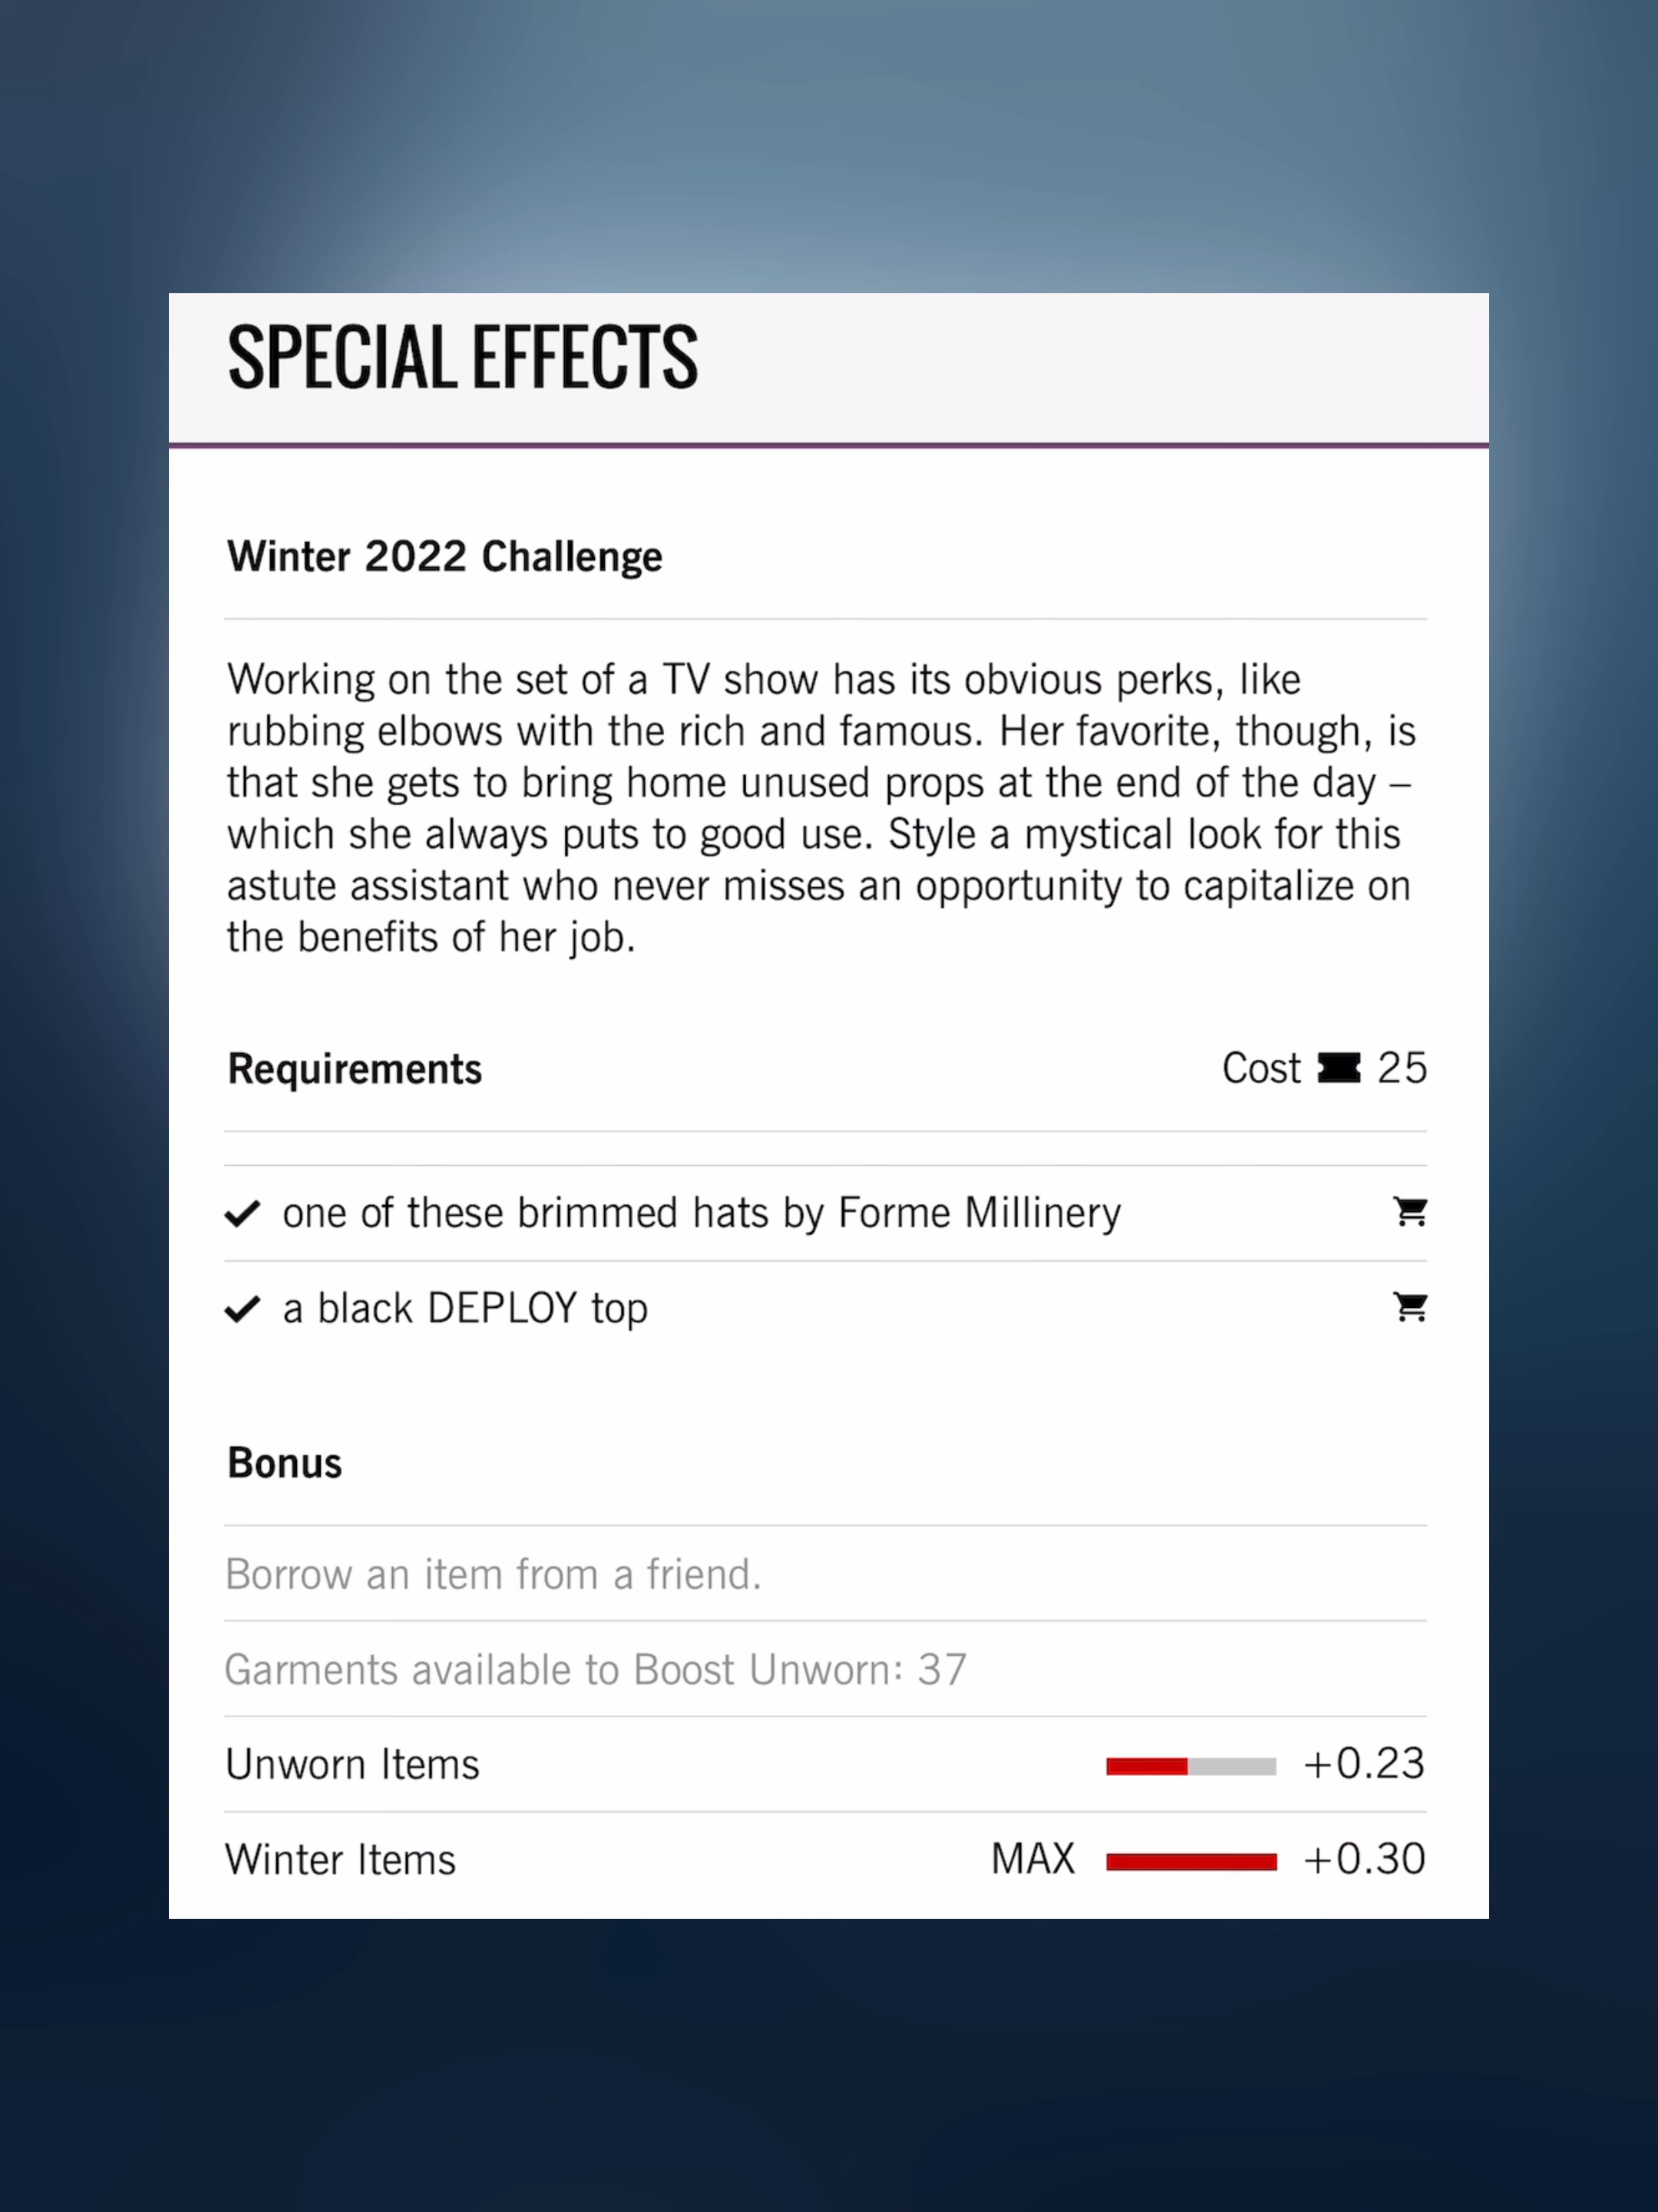 SPECIAL EFFECTS
Winter 2022 Challenge
Working on the set of a TV show has its obvious perks, like
rubbing elbows with the rich and famous. Her favorite, though, is
that she gets to bring home unused props at the end of the day –
which she always puts to good use. Style a mystical look for this
astute assistant who never misses an opportunity to capitalize on
the benefits of her job.
Requirements Cost 25
one of these brimmed hats by Forme Millinery
a black DEPLOY top
Bonus
Borrow an item from a friend.
Garments available to Boost Unworn: 37
Unworn Items +0.23
Winter Items MAX +0.30